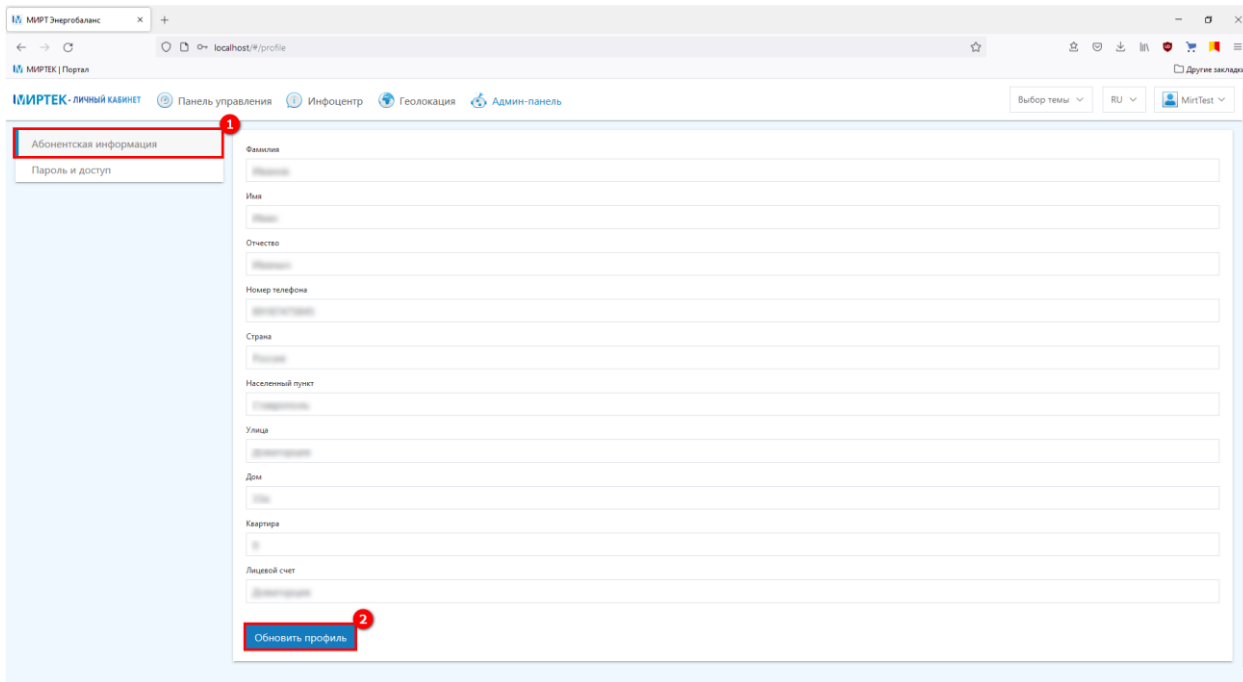 МИРТ Энергобаланс
localhost/#/profile
МИРТЕК | Портал
Другие закладки
МИРТЕК - ЛИЧНЫЙ КАБИНЕТ Панель управления Инфоцентр Геолокация Админ-панель Выбор темы RU MirtTest
1
Абонентская информация
Пароль и доступ
Фамилия
Имя
Отчество
Номер телефона
Страна
Населенный пункт
Улица
Дом
Квартира
Лицевой счет
2
Обновить профиль